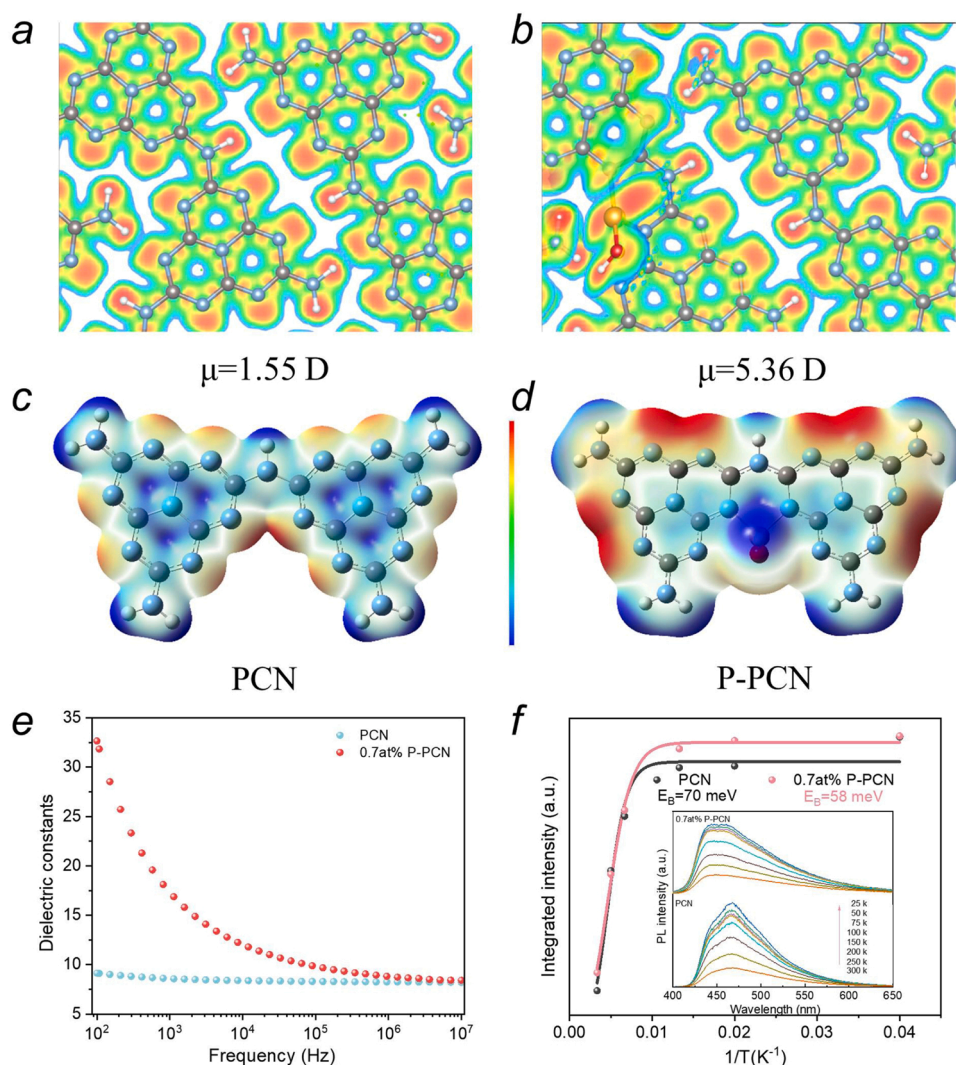 a
b
μ=1.55 D
μ=5.36 D
c
d
PCN
P-PCN
e
35
30
25
20
15
10
5
PCN
0.7at% P-PCN
Dielectric constants
10²
10³
10⁴
10⁵
10⁶
10⁷
Frequency (Hz)
f
Integrated intensity (a.u.)
PCN
E_B=70 meV
0.7at% P-PCN
E_B=58 meV
0.7at% P-PCN
PCN
PL intensity (a.u.)
25 k
50 k
75 k
100 k
150 k
200 k
250 k
300 k
400
450
500
550
600
650
Wavelength (nm)
0.00
0.01
0.02
0.03
0.04
1/T(K⁻¹)